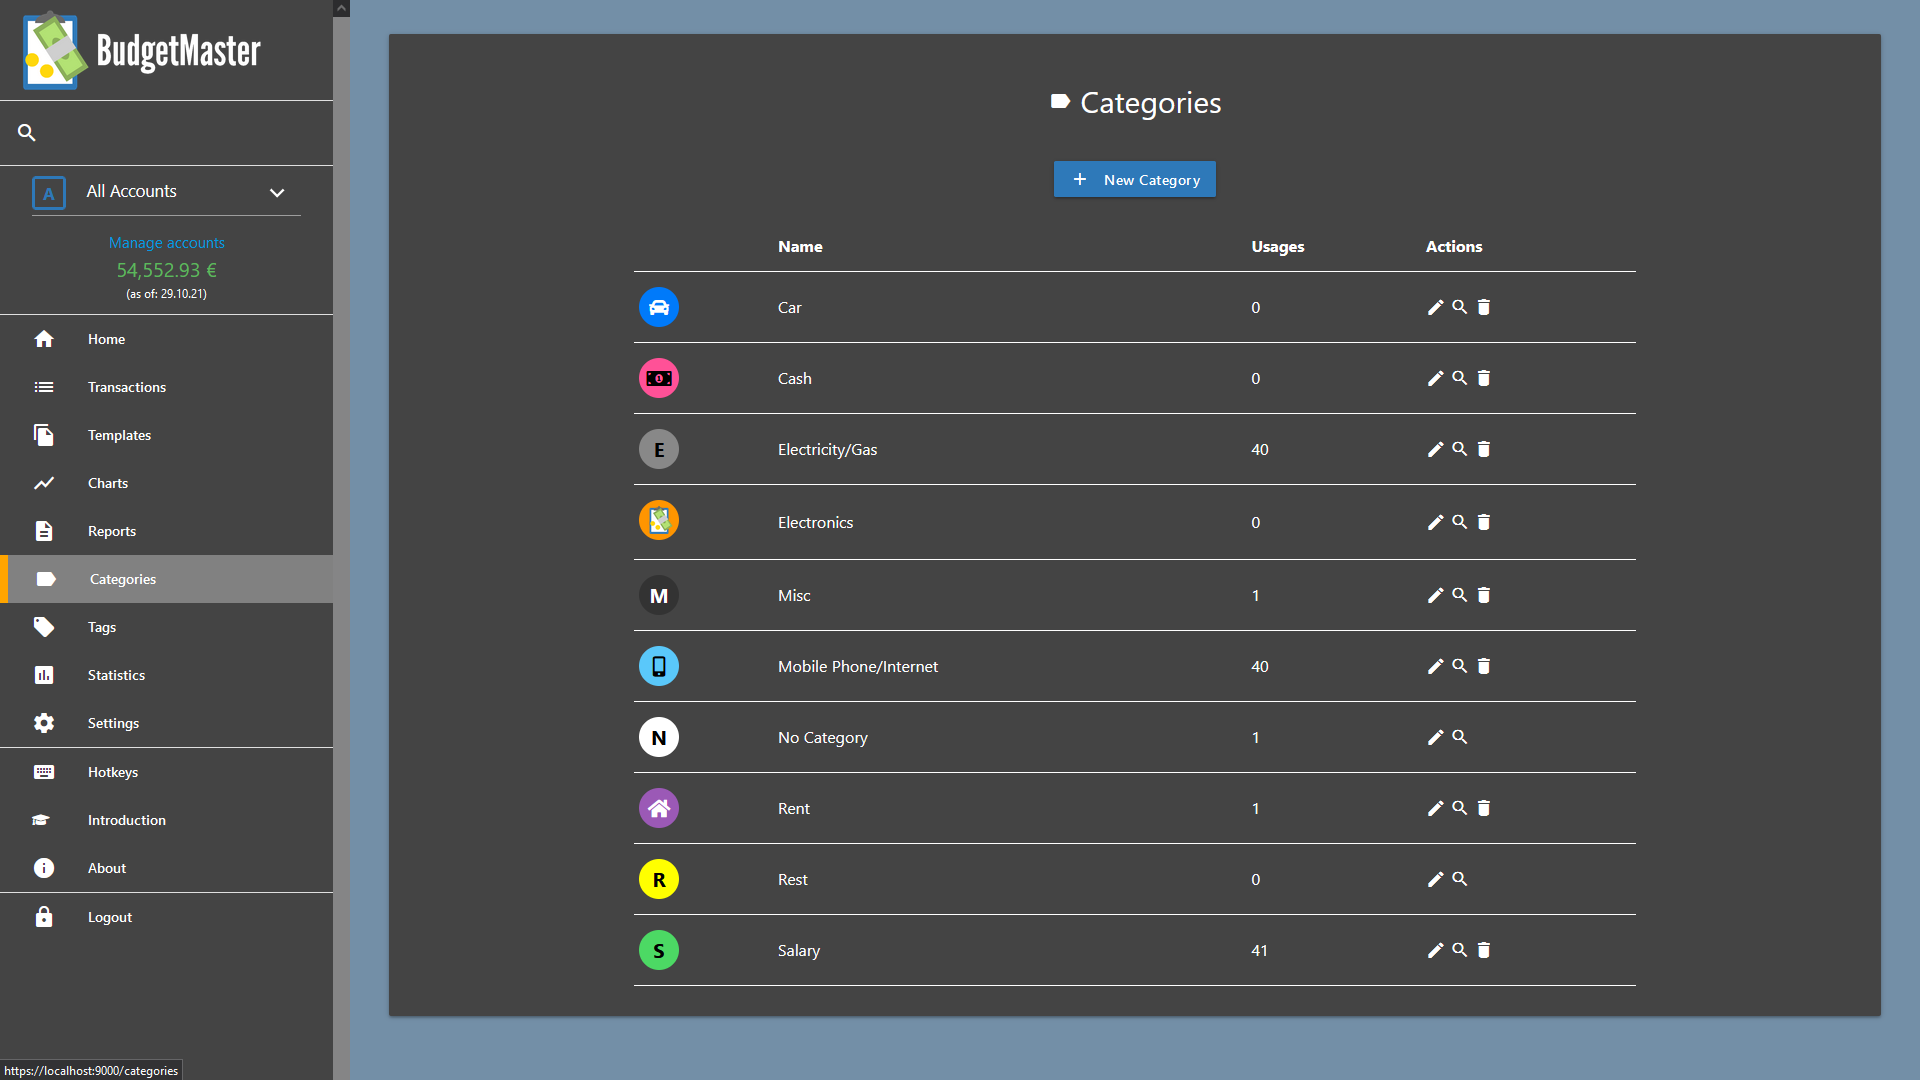 BudgetMaster
A All Accounts
Manage accounts
54,552.93 €
(as of: 29.10.21)
Home
Transactions
Templates
Charts
Reports
Categories
Tags
Statistics
Settings
Hotkeys
Introduction
About
Logout
https://localhost:9000/categories
Categories
New Category
Name Usages Actions
Car 0
Cash 0
E Electricity/Gas 40
Electronics 0
M Misc 1
Mobile Phone/Internet 40
N No Category 1
Rent 1
R Rest 0
S Salary 41